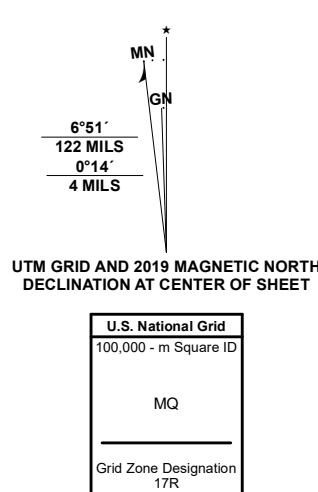 ★
MN
GN
6°51´
122 MILS
0°14´
4 MILS
UTM GRID AND 2019 MAGNETIC NORTH
DECLINATION AT CENTER OF SHEET
U.S. National Grid
100,000 - m Square ID
MQ
Grid Zone Designation
17R